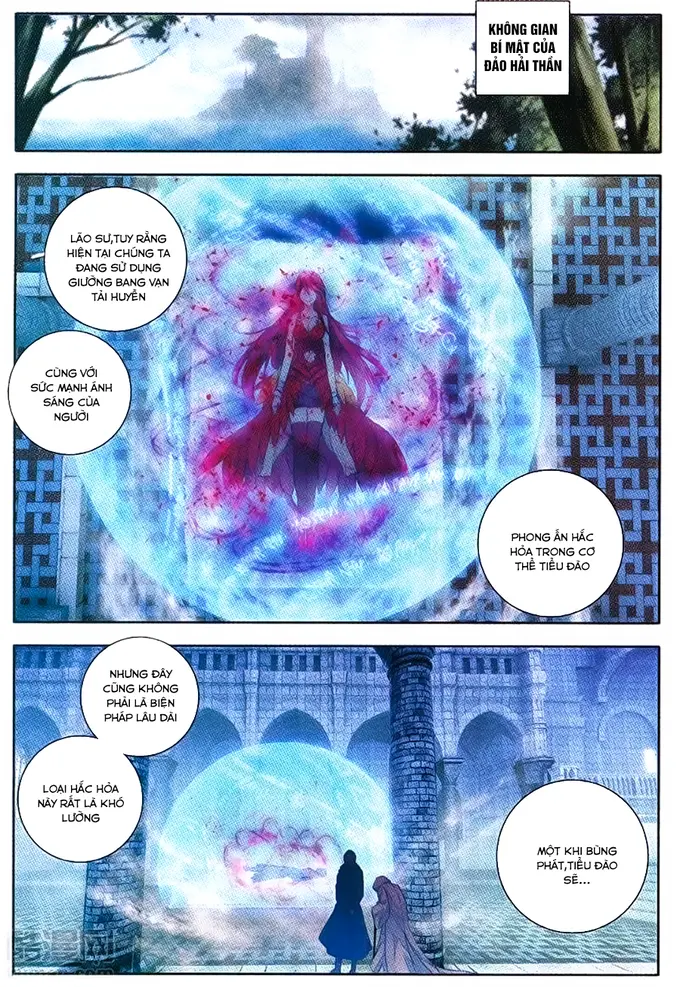 KHÔNG GIAN
BÍ MẬT CỦA
ĐẢO HẢI THẦN
LÃO SƯ,TUY RẰNG
HIỆN TẠI CHÚNG TA
ĐANG SỬ DỤNG
GIƯỜNG BANG VẠN
TẢI HUYỀN
CÙNG VỚI
SỨC MẠNH ÁNH
SÁNG CỦA
NGƯỜI
PHONG ẤN HẮC
HỎA TRONG CƠ
THỂ TIỂU ĐÀO
NHƯNG ĐÂY
CŨNG KHÔNG
PHẢI LÀ BIỆN
PHÁP LÂU DÀI
LOẠI HẮC HỎA
NÀY RẤT LÀ KHÓ
LƯỜNG
MỘT KHI BÙNG
PHÁT,TIỂU ĐÀO
SẼ...